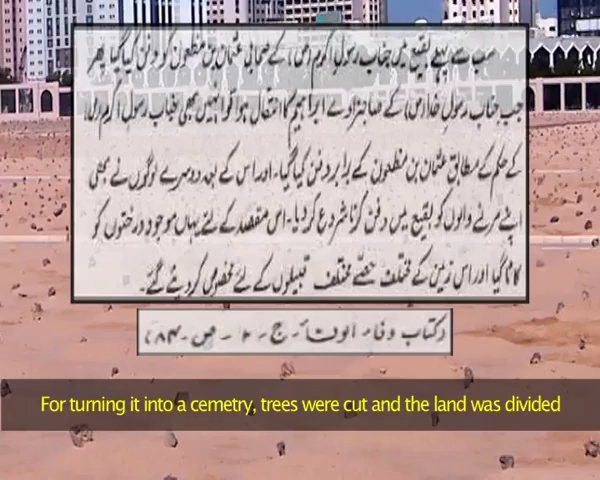 سب سے پہلے بقیع میں جناب رسولِ اکرم (ص) کے صحابی عثمان بن مظعون کو دفن کیا گیا پھر
جب جناب رسولِ خدا (ص) کے صاحبزادے ابراہیم کا انتقال ہوا تو انہیں بھی جناب رسولِ اکرم (ص)
کے حکم کے مطابق عثمان بن مظعون کے برابر دفن کیا گیا۔ اور اس کے بعد دوسرے لوگوں نے بھی
اپنے مرنے والوں کو بقیع میں دفن کرنا شروع کر دیا۔ اس مقصد کے لئے یہاں موجود درختوں کو
کاٹا گیا اور اس زمین کے مختلف حصّے مختلف قبیلوں کے لئے مخصوص کر دیئے گئے۔
(کتاب وفاء الوفاء۔ ج۔ ۲ ۔ ص۔ ۸۴)
For turning it into a cemetry, trees were cut and the land was divided